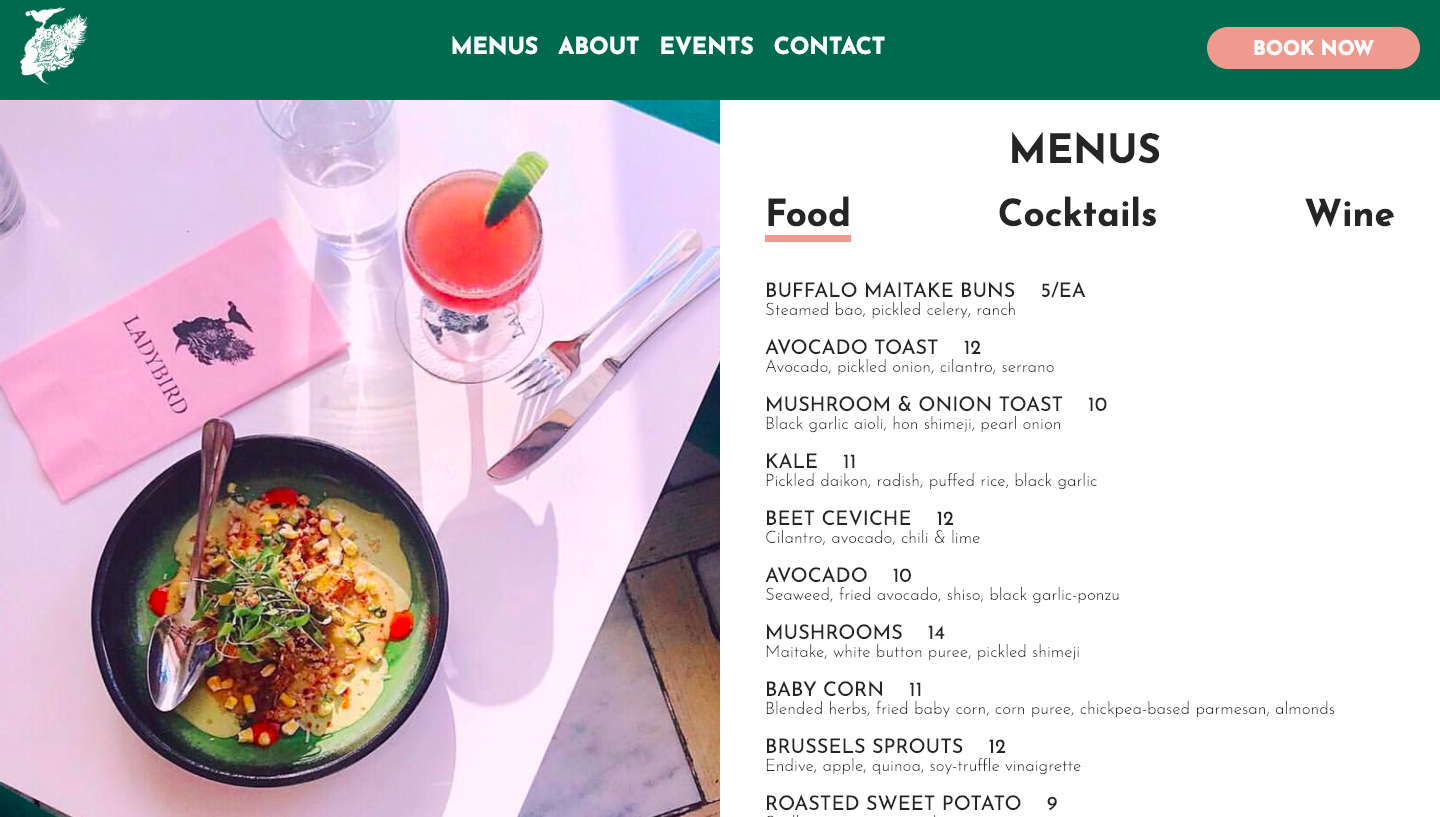 MENUS ABOUT EVENTS CONTACT
BOOK NOW
LADYBIRD
MENUS
Food Cocktails Wine
BUFFALO MAITAKE BUNS 5/EA
Steamed bao, pickled celery, ranch
AVOCADO TOAST 12
Avocado, pickled onion, cilantro, serrano
MUSHROOM & ONION TOAST 10
Black garlic aioli, hon shimeji, pearl onion
KALE 11
Pickled daikon, radish, puffed rice, black garlic
BEET CEVICHE 12
Cilantro, avocado, chili & lime
AVOCADO 10
Seaweed, fried avocado, shiso, black garlic-ponzu
MUSHROOMS 14
Maitake, white button puree, pickled shimeji
BABY CORN 11
Blended herbs, fried baby corn, corn puree, chickpea-based parmesan, almonds
BRUSSELS SPROUTS 12
Endive, apple, quinoa, soy-truffle vinaigrette
ROASTED SWEET POTATO 9